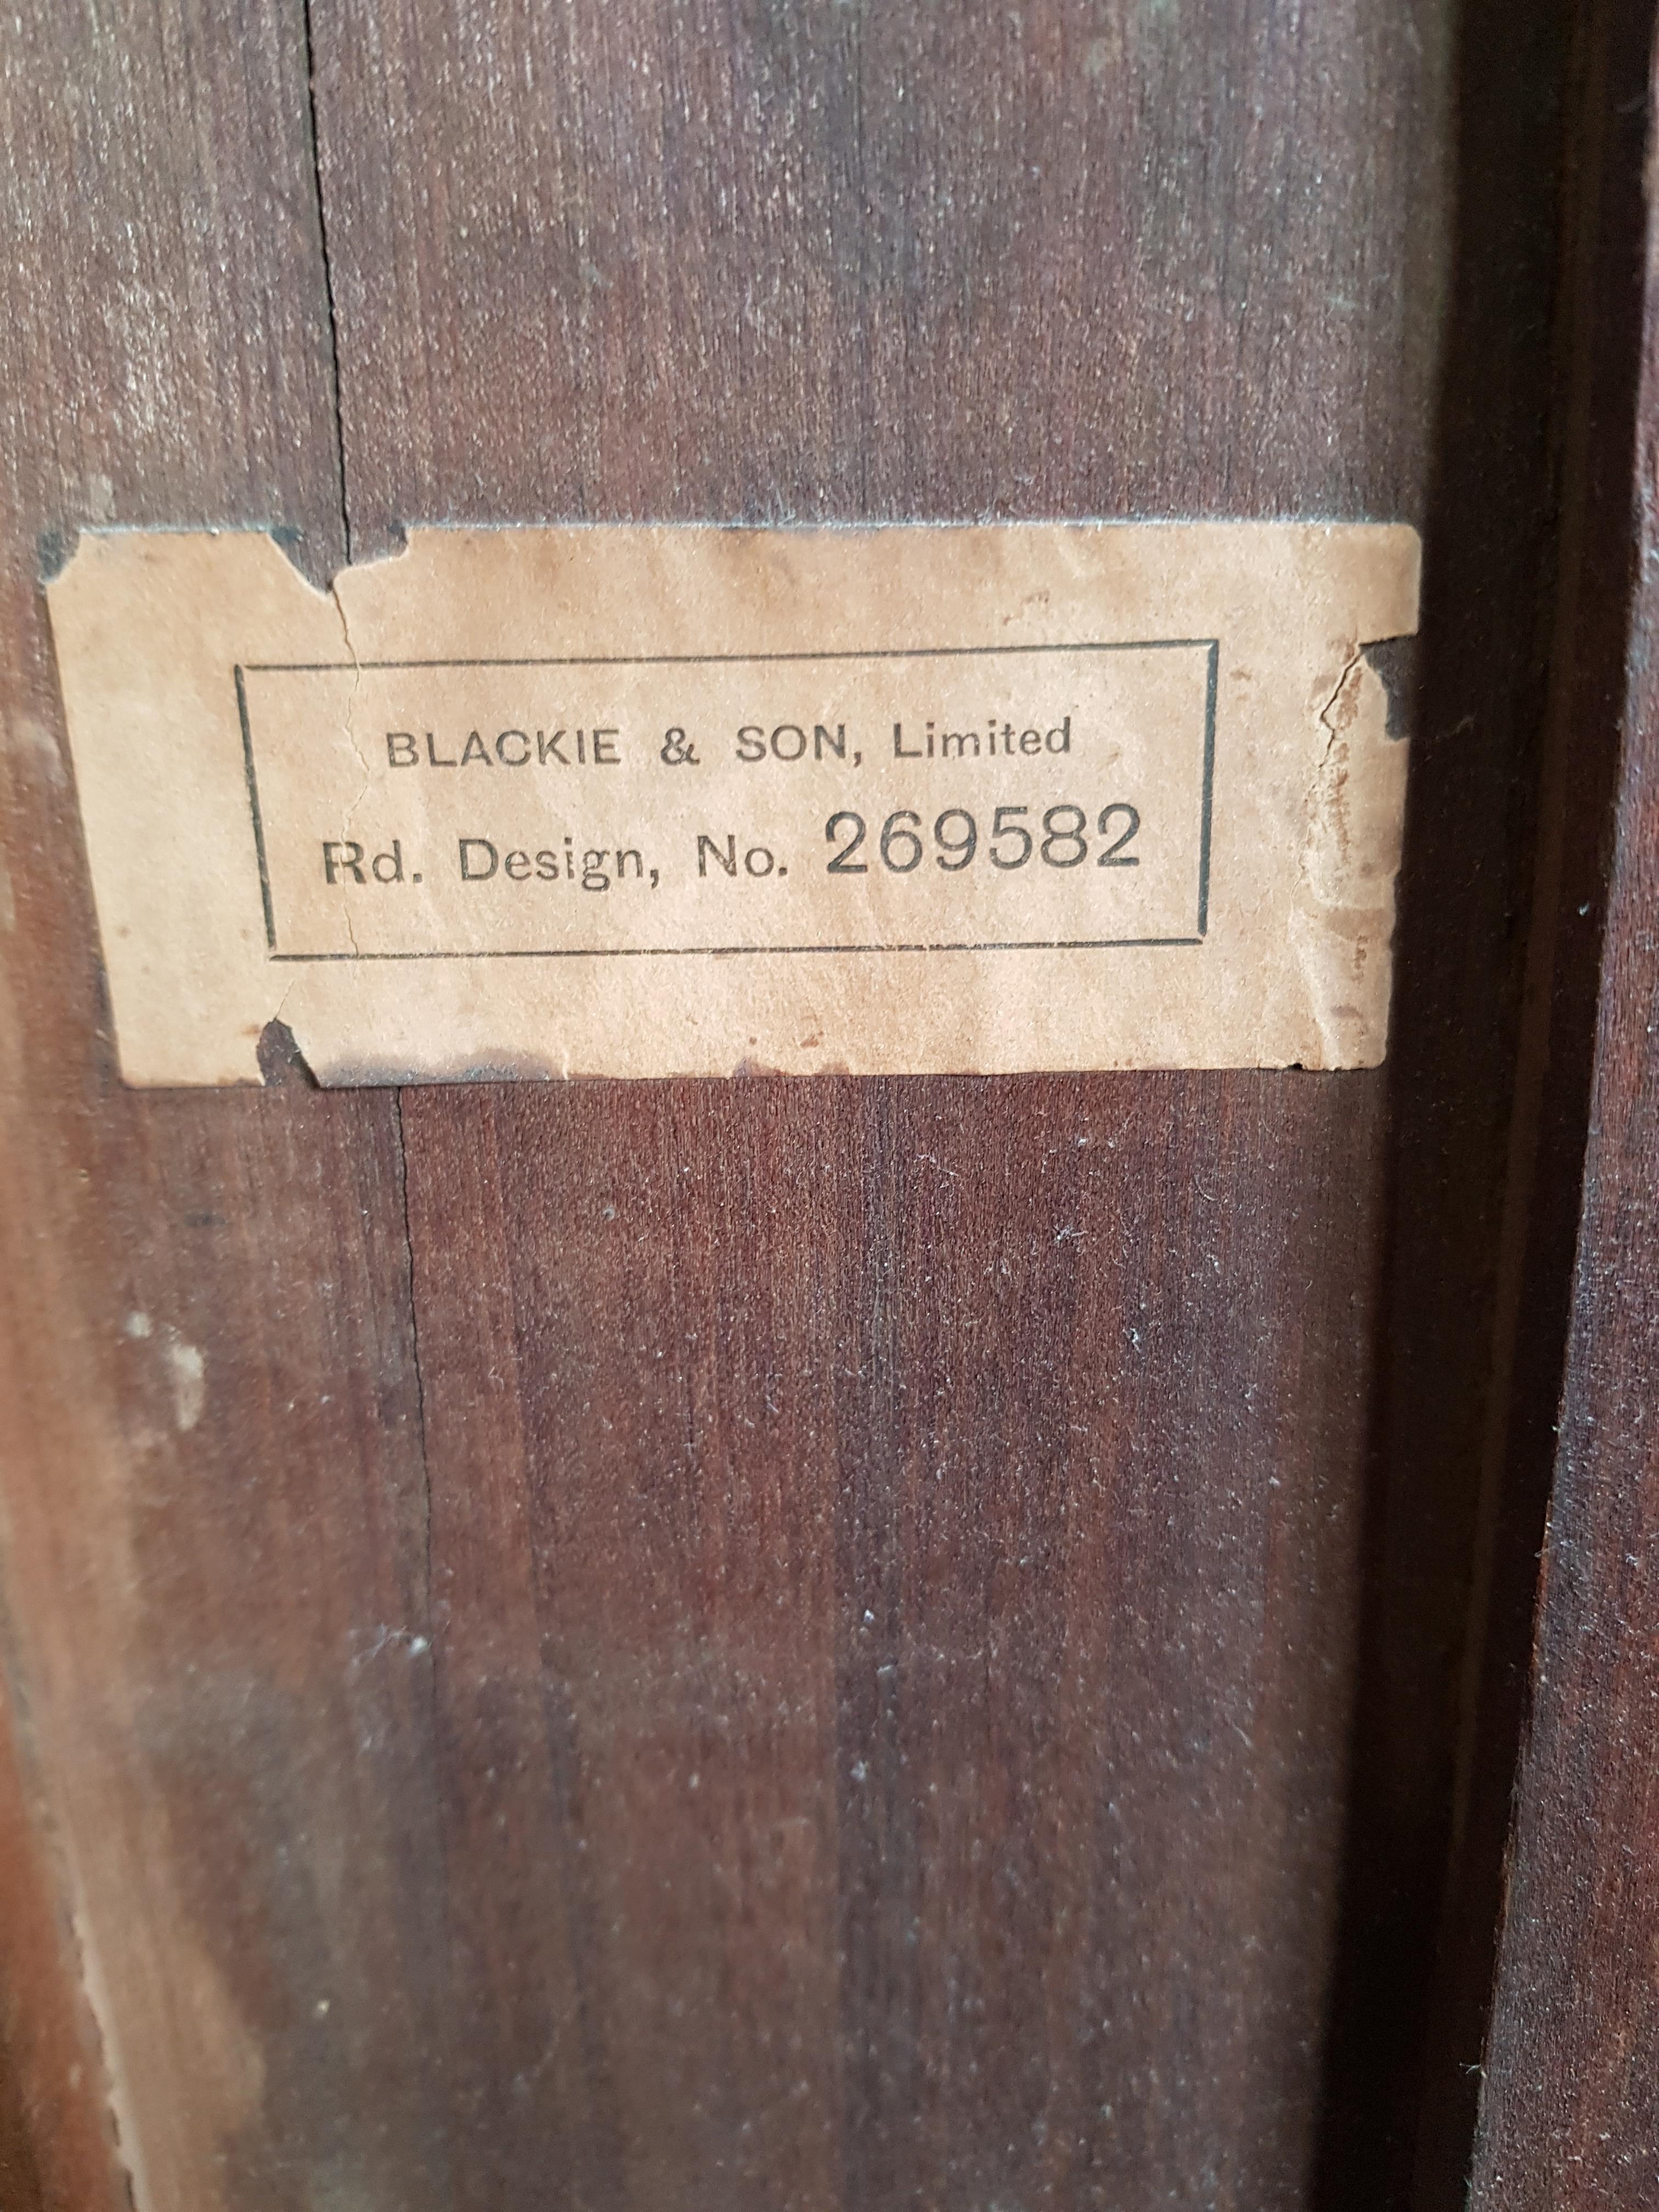 BLACKIE & SON, Limited
Rd. Design, No. 269582